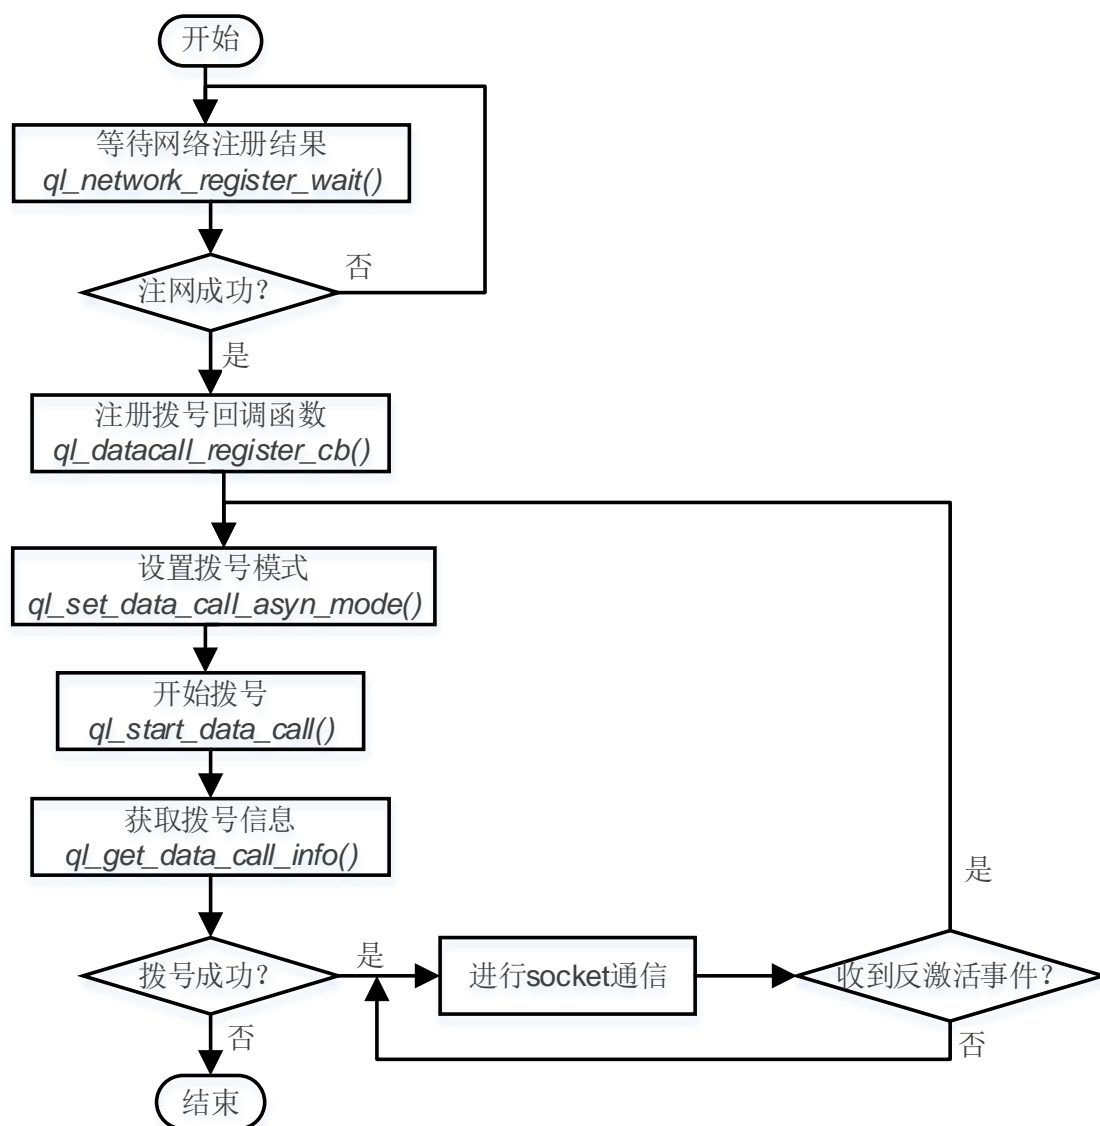 开始
等待网络注册结果
ql_network_register_wait()
否
注网成功？
是
注册拨号回调函数
ql_datacall_register_cb()
设置拨号模式
ql_set_data_call_asyn_mode()
开始拨号
ql_start_data_call()
获取拨号信息
ql_get_data_call_info()
是
拨号成功？
是
进行socket通信
收到反激活事件？
否
否
结束